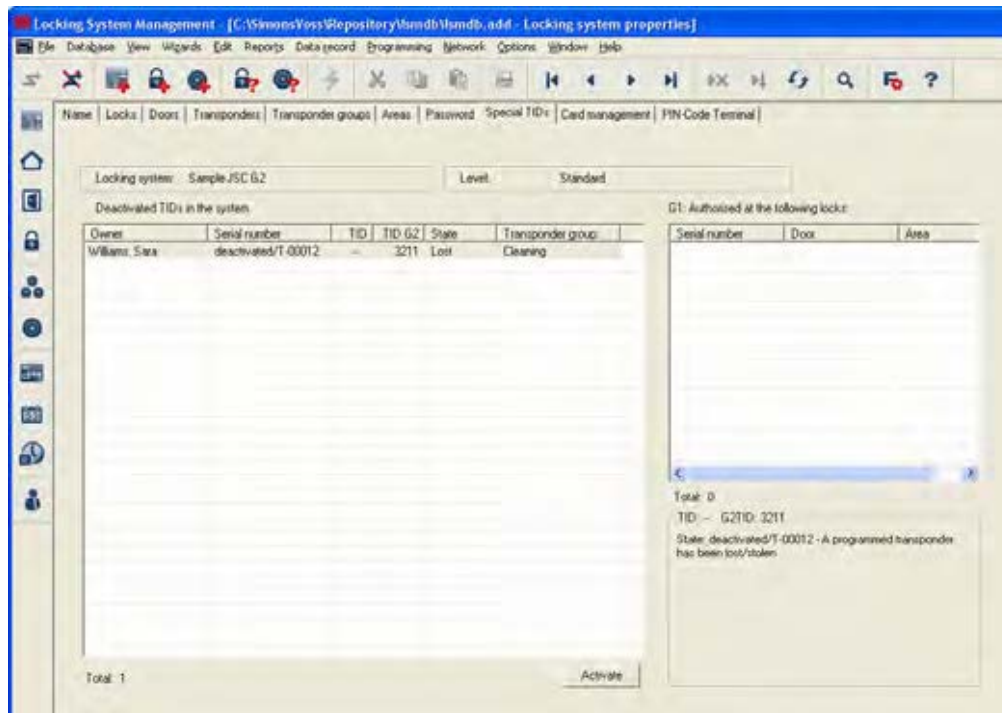 Locking System Management - [C:\SimonsVoss\Repository\lsmdb\lsmdb.add - Locking system properties]
File Database View Wizards Edit Reports Data record Programming Network Options Window Help
Name Locks Doors Transponders Transponder groups Areas Password Special TIDs Card management PIN-Code Terminal
Locking system: Sample JSC G2 Level: Standard
Deactivated TIDs in the system: G1: Authorized at the following locks:
Owner Serial number TID TID G2 State Transponder group Serial number Door Area
Williams, Sara deactivated/T-00012 -- 3211 Lost Cleaning
Total: 0
TID: -- G2TID: 3211
State: deactivated/T-00012 - A programmed transponder
has been lost/stolen
Total: 1 Activate